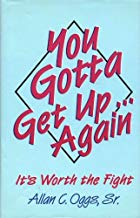 You
Gotta
Get Up,
Again
It's Worth the Fight
Allan C. Oggs, Sr.